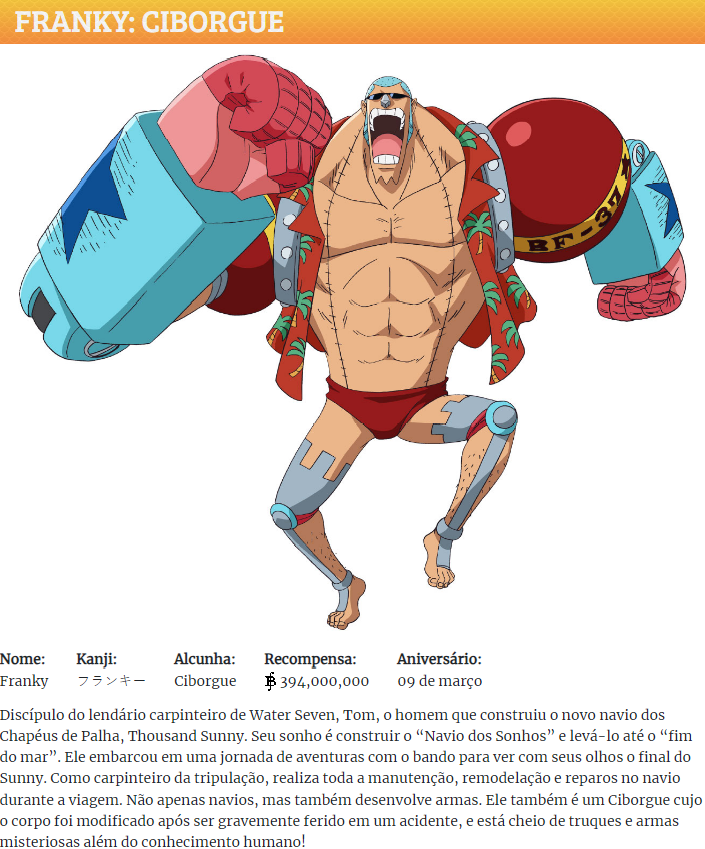 FRANKY: CIBORGUE
BF-37
Nome: Kanji: Alcunha: Recompensa: Aniversário:
Franky フランキー Ciborgue 394,000,000 09 de março
Discípulo do lendário carpinteiro de Water Seven, Tom, o homem que construiu o novo navio dos
Chapéus de Palha, Thousand Sunny. Seu sonho é construir o “Navio dos Sonhos” e levá-lo até o “fim
do mar”. Ele embarcou em uma jornada de aventuras com o bando para ver com seus olhos o final do
Sunny. Como carpinteiro da tripulação, realiza toda a manutenção, remodelação e reparos no navio
durante a viagem. Não apenas navios, mas também desenvolve armas. Ele também é um Ciborgue cujo
o corpo foi modificado após ser gravemente ferido em um acidente, e está cheio de truques e armas
misteriosas além do conhecimento humano!